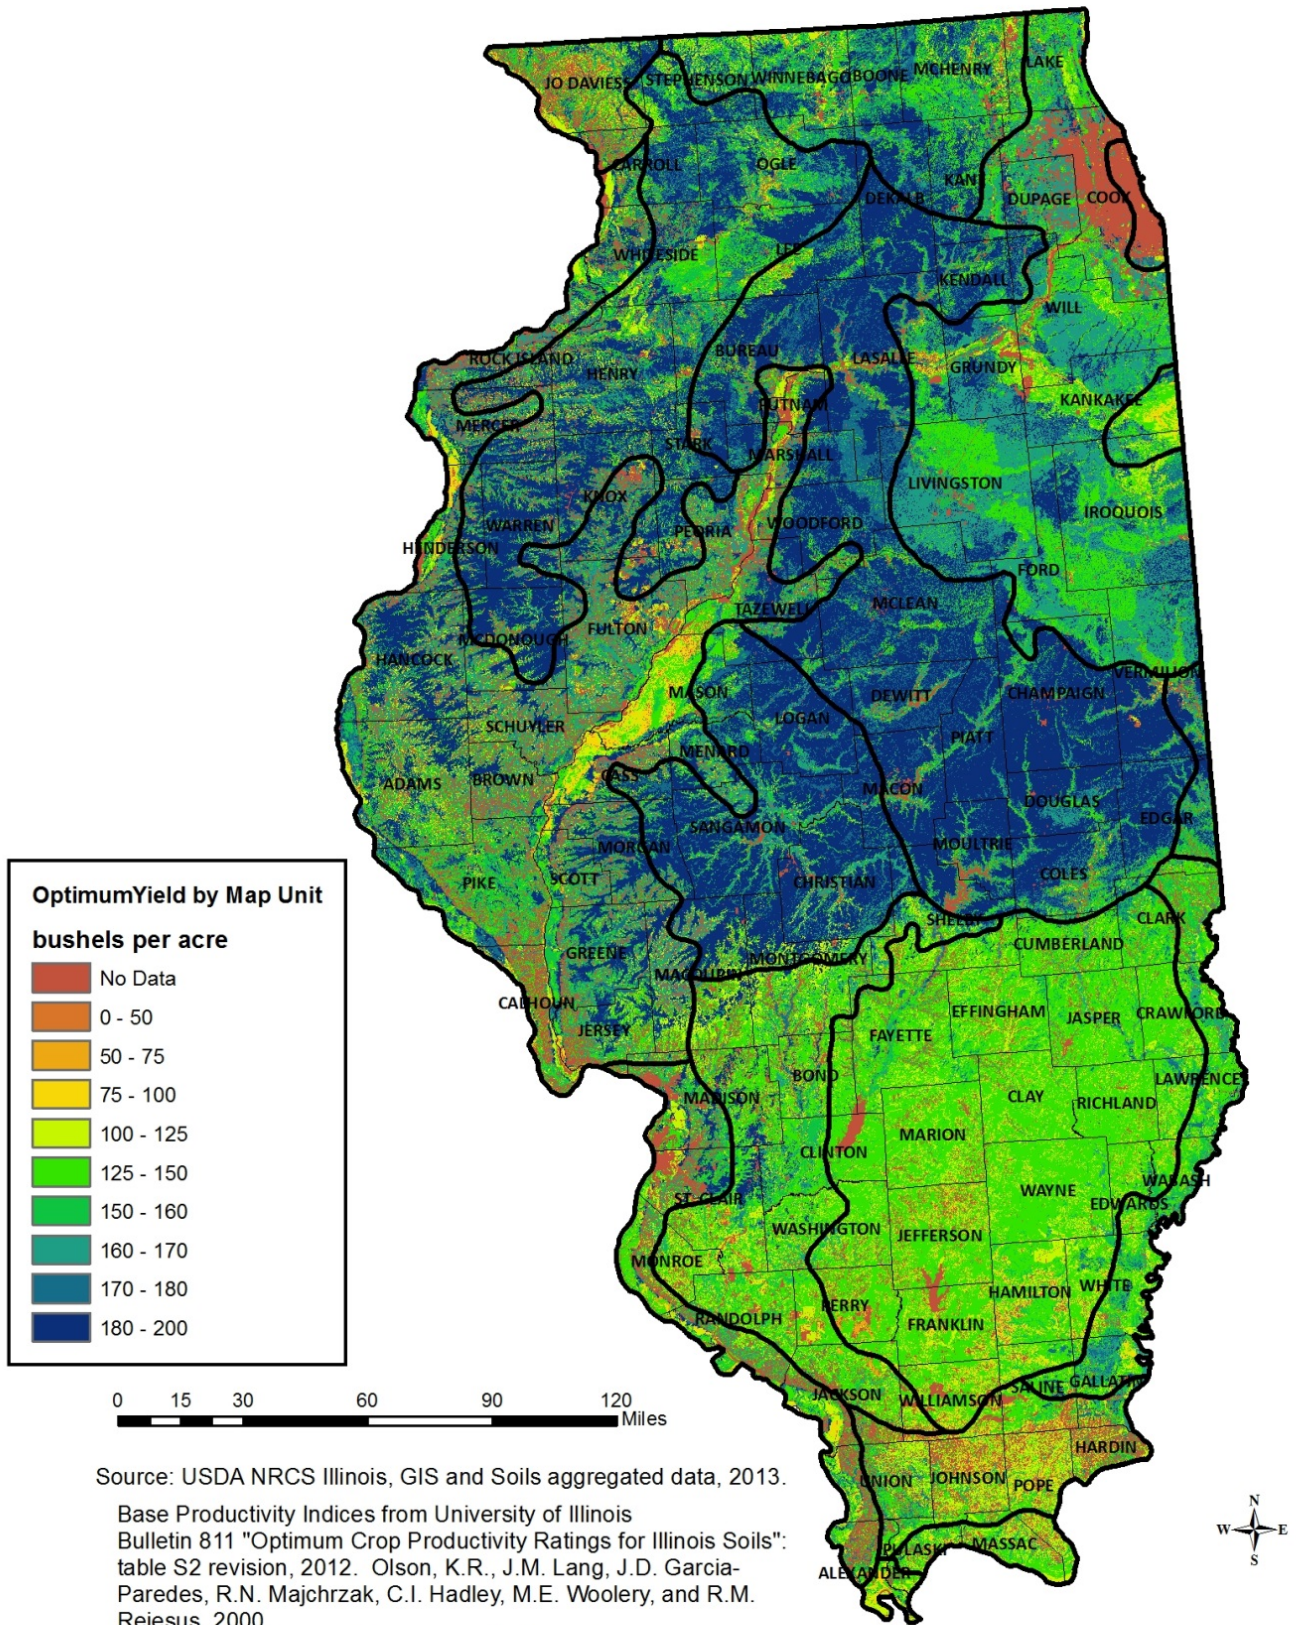 JO DAVIESS
STEPHENSON
WINNEBAGO
BOONE
MCHENRY
LAKE
CARROLL
OGLE
DEKALB
KANE
DUPAGE
COOK
WHITESIDE
LEE
KENDALL
WILL
ROCK ISLAND
HENRY
BUREAU
LASALLE
GRUNDY
KANKAKEE
MERCER
STARK
PUTNAM
MARSHALL
LIVINGSTON
IROQUOIS
KNOX
WARREN
HENDERSON
PEORIA
WOODFORD
FORD
MCDONOUGH
FULTON
TAZEWELL
MCLEAN
HANCOCK
SCHUYLER
MASON
LOGAN
DEWITT
CHAMPAIGN
VERMILION
PIATT
MENARD
ADAMS
BROWN
CASS
MACON
DOUGLAS
EDGAR
SANGAMON
MORGAN
MOULTRIE
PIKE
SCOTT
CHRISTIAN
COLES
SHELBY
CLARK
CUMBERLAND
GREENE
MACOUPIN
MONTGOMERY
CALHOUN
JERSEY
FAYETTE
EFFINGHAM
JASPER
CRAWFORD
BOND
MADISON
CLAY
RICHLAND
LAWRENCE
CLINTON
MARION
WAYNE
WABASH
EDWARDS
ST. CLAIR
WASHINGTON
JEFFERSON
MONROE
RANDOLPH
PERRY
FRANKLIN
HAMILTON
WHITE
JACKSON
WILLIAMSON
SALINE
GALLATIN
HARDIN
UNION
JOHNSON
POPE
PULASKI
MASSAC
ALEXANDER
OptimumYield by Map Unit
bushels per acre
No Data
0 - 50
50 - 75
75 - 100
100 - 125
125 - 150
150 - 160
160 - 170
170 - 180
180 - 200
0 15 30 60 90 120
Miles
Source: USDA NRCS Illinois, GIS and Soils aggregated data, 2013.
Base Productivity Indices from University of Illinois
Bulletin 811 "Optimum Crop Productivity Ratings for Illinois Soils":
table S2 revision, 2012. Olson, K.R., J.M. Lang, J.D. Garcia-
Paredes, R.N. Majchrzak, C.I. Hadley, M.E. Woolery, and R.M.
Rejesus, 2000
N
W E
S